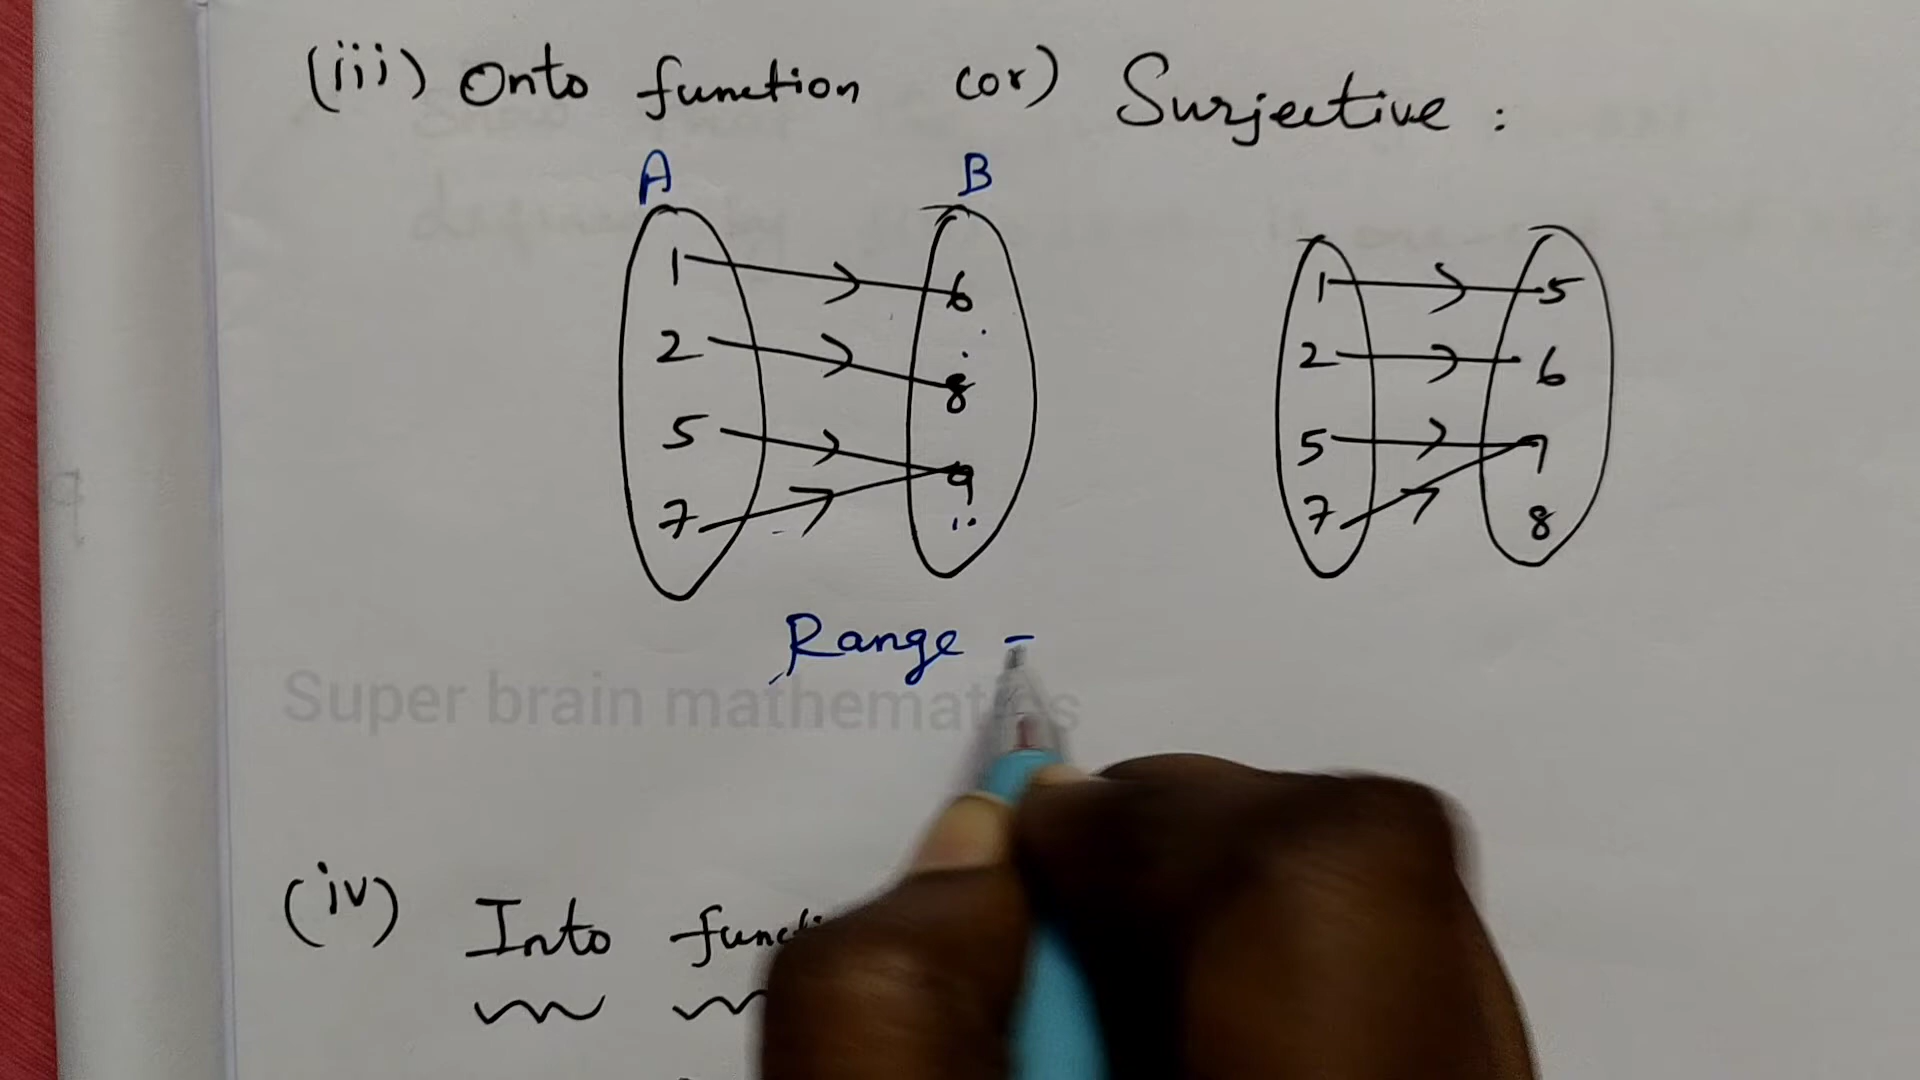 (iii) Onto function (or) Surjective :
A B
1 6 1 5
2 8 2 6
5 9 5 7
7 7 8
Range -
Super brain mathematics
(iv) Into